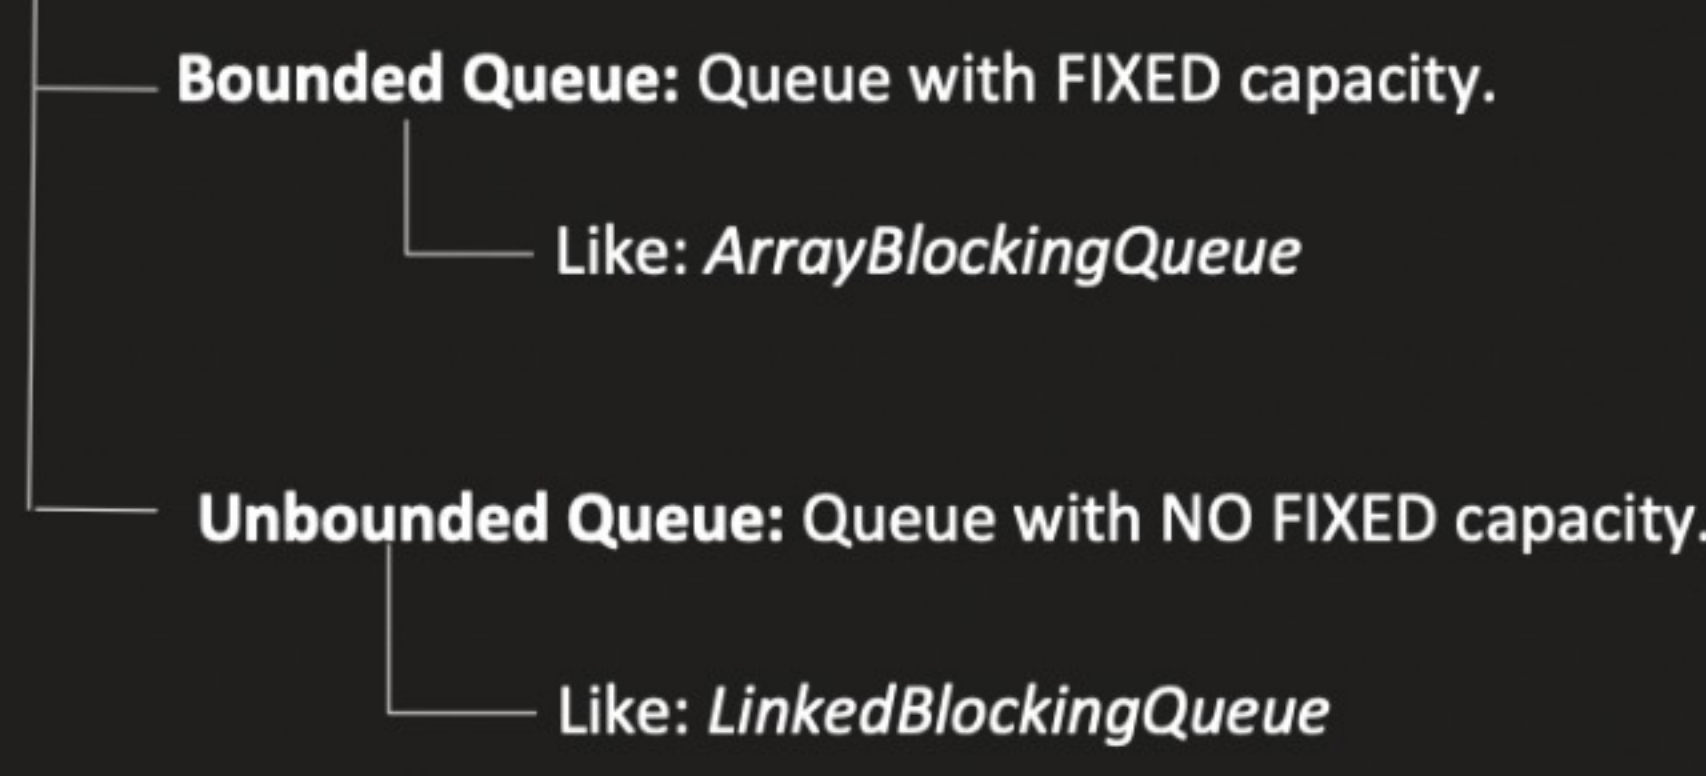 Bounded Queue: Queue with FIXED capacity.
Like: ArrayBlockingQueue
Unbounded Queue: Queue with NO FIXED capacity.
Like: LinkedBlockingQueue